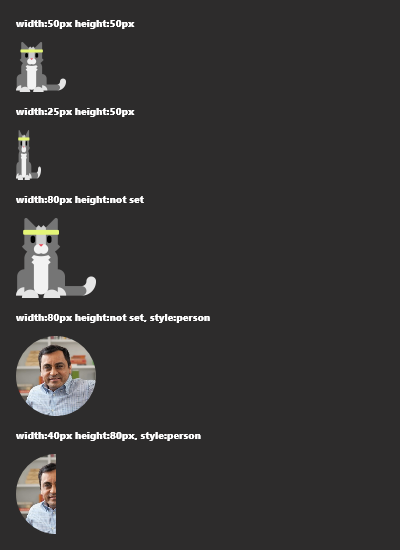 width:50px height:50px
width:25px height:50px
width:80px height:not set
width:80px height:not set, style:person
width:40px height:80px, style:person